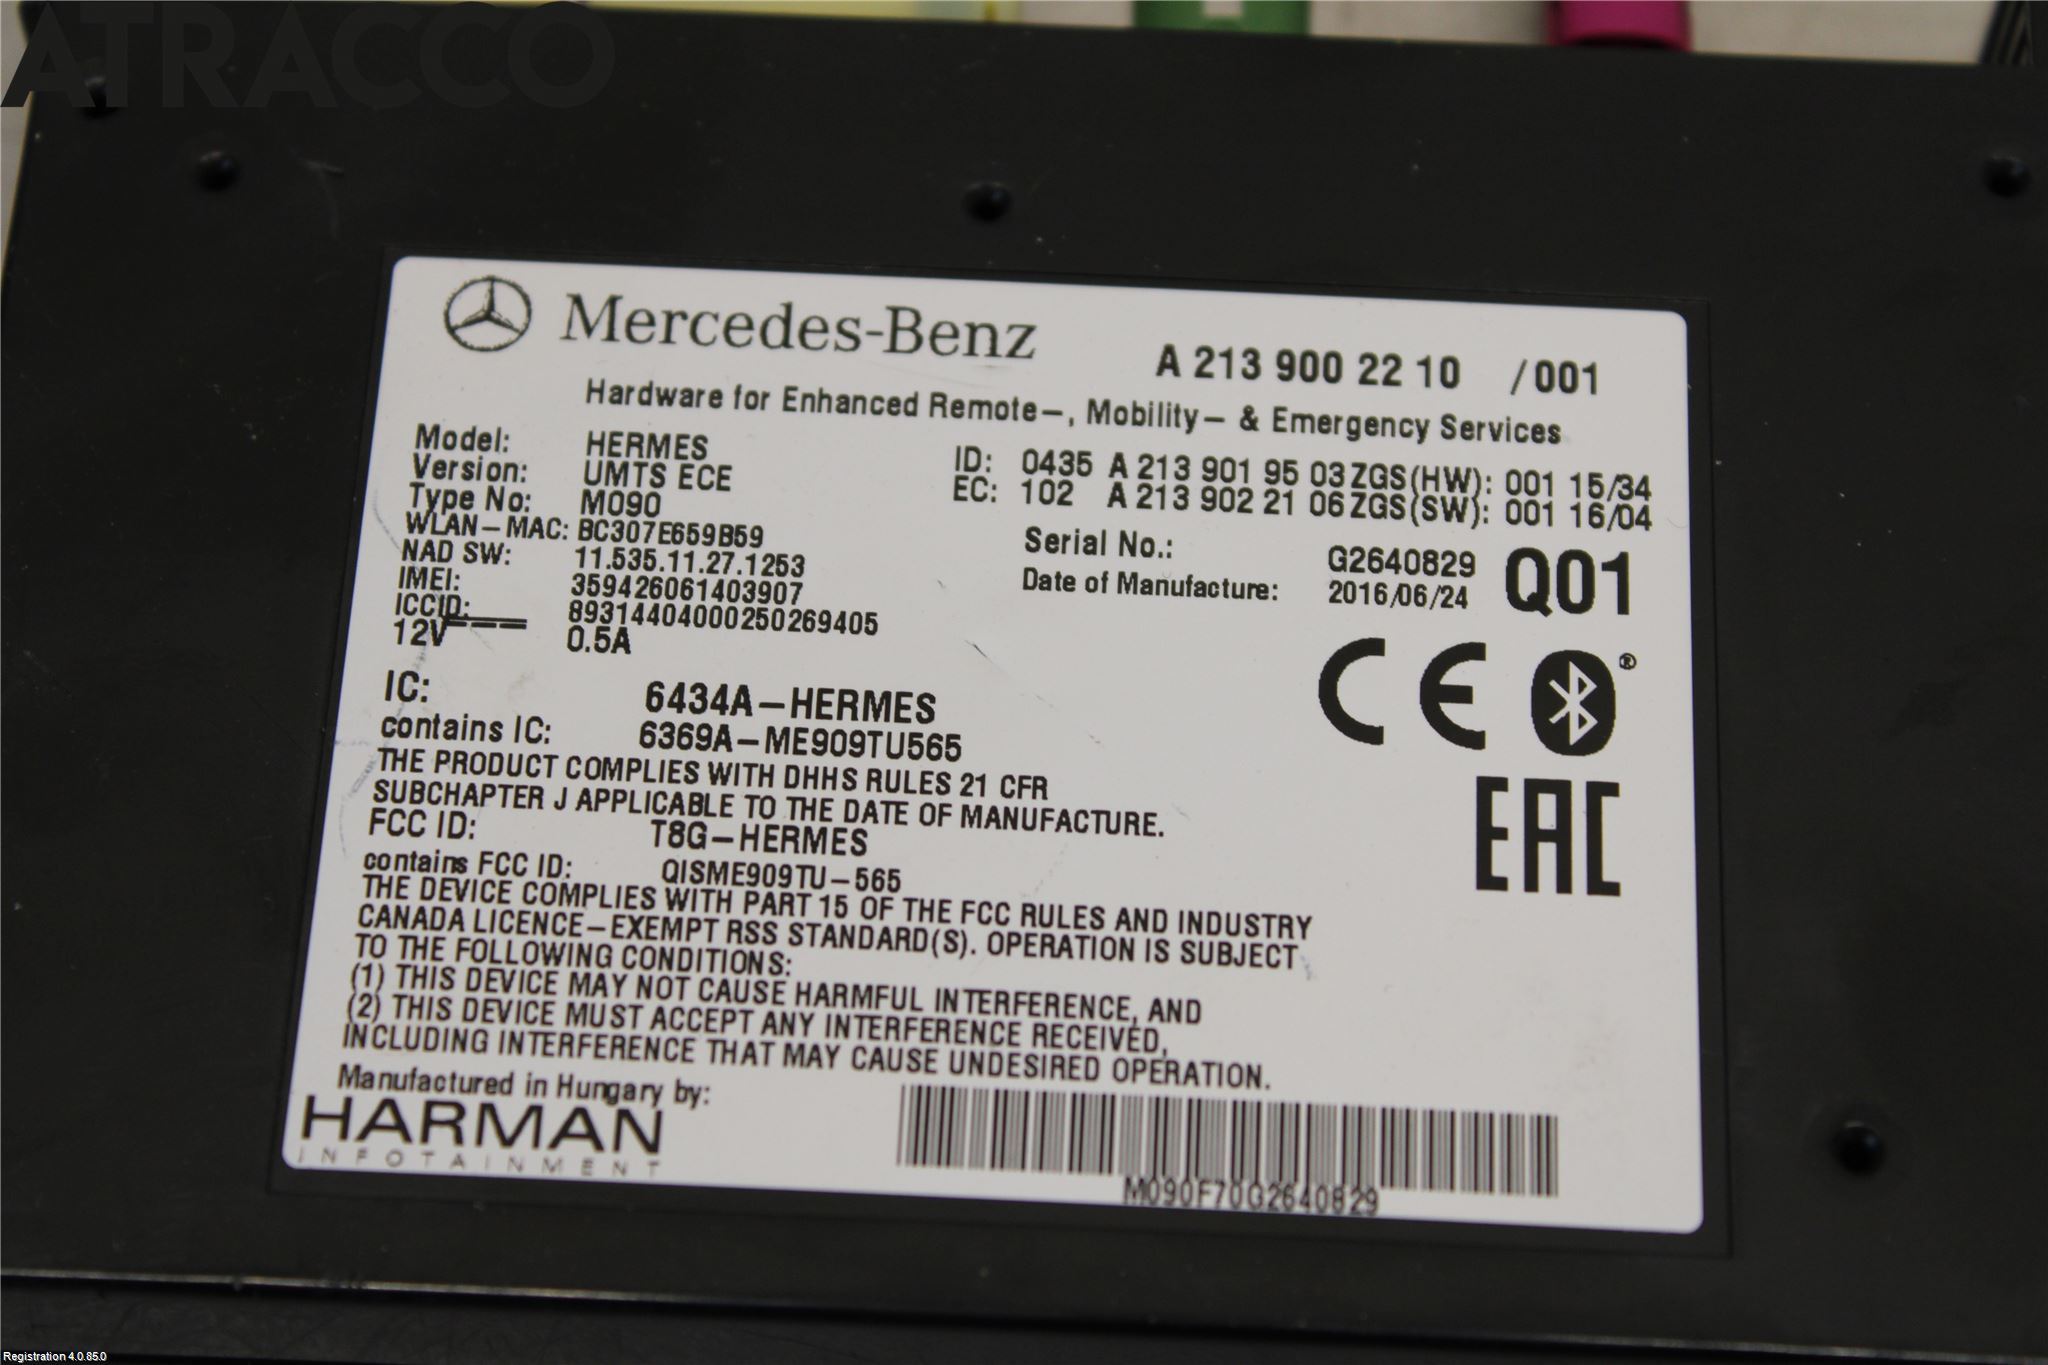 ATRACCO
Mercedes-Benz A 213 900 22 10 /001
Hardware for Enhanced Remote-, Mobility- & Emergency Services
Model: HERMES
Version: UMTS ECE
Type No: M090
WLAN-MAC: BC307E659B59
NAD SW: 11.535.11.27.1253
IMEI: 359426061403907
ICCID: 89314404000250269405
12V 0.5A
ID: 0435 A 213 901 95 03 ZGS(HW): 001 15/34
EC: 102 A 213 902 21 06 ZGS(SW): 001 16/04
Serial No.: G2640829
Date of Manufacture: 2016/06/24
Q01
CE
®
EAC
IC: 6434A-HERMES
contains IC: 6369A-ME909TU565
THE PRODUCT COMPLIES WITH DHHS RULES 21 CFR
SUBCHAPTER J APPLICABLE TO THE DATE OF MANUFACTURE.
FCC ID: T8G-HERMES
contains FCC ID: QISME909TU-565
THE DEVICE COMPLIES WITH PART 15 OF THE FCC RULES AND INDUSTRY
CANADA LICENCE-EXEMPT RSS STANDARD(S). OPERATION IS SUBJECT
TO THE FOLLOWING CONDITIONS:
(1) THIS DEVICE MAY NOT CAUSE HARMFUL INTERFERENCE, AND
(2) THIS DEVICE MUST ACCEPT ANY INTERFERENCE RECEIVED,
INCLUDING INTERFERENCE THAT MAY CAUSE UNDESIRED OPERATION.
Manufactured in Hungary by:
HARMAN
INFOTAINMENT
M090F70G2640829
Registration 4.0.85.0